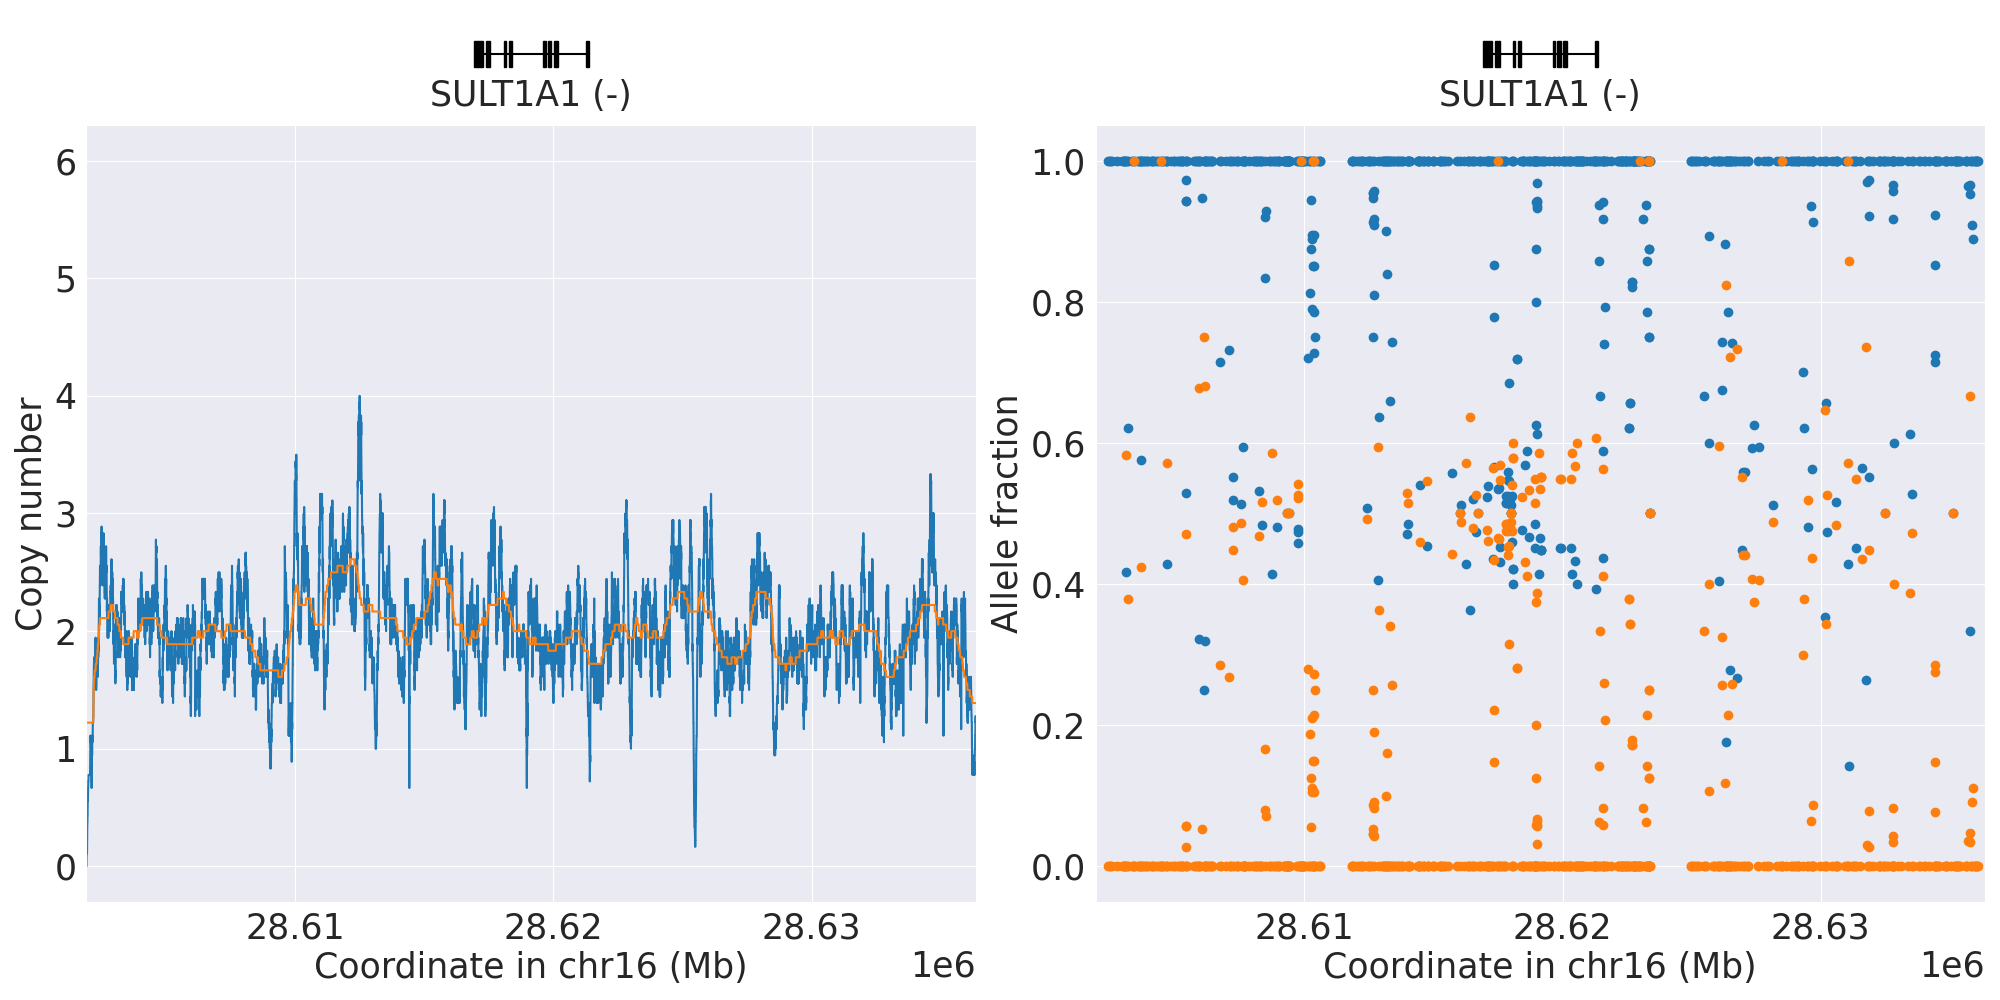 SULT1A1 (-)
6
5
4
3
2
1
0
Copy number
28.61
28.62
28.63
Coordinate in chr16 (Mb)
1e6
SULT1A1 (-)
1.0
0.8
0.6
0.4
0.2
0.0
Allele fraction
28.61
28.62
28.63
Coordinate in chr16 (Mb)
1e6